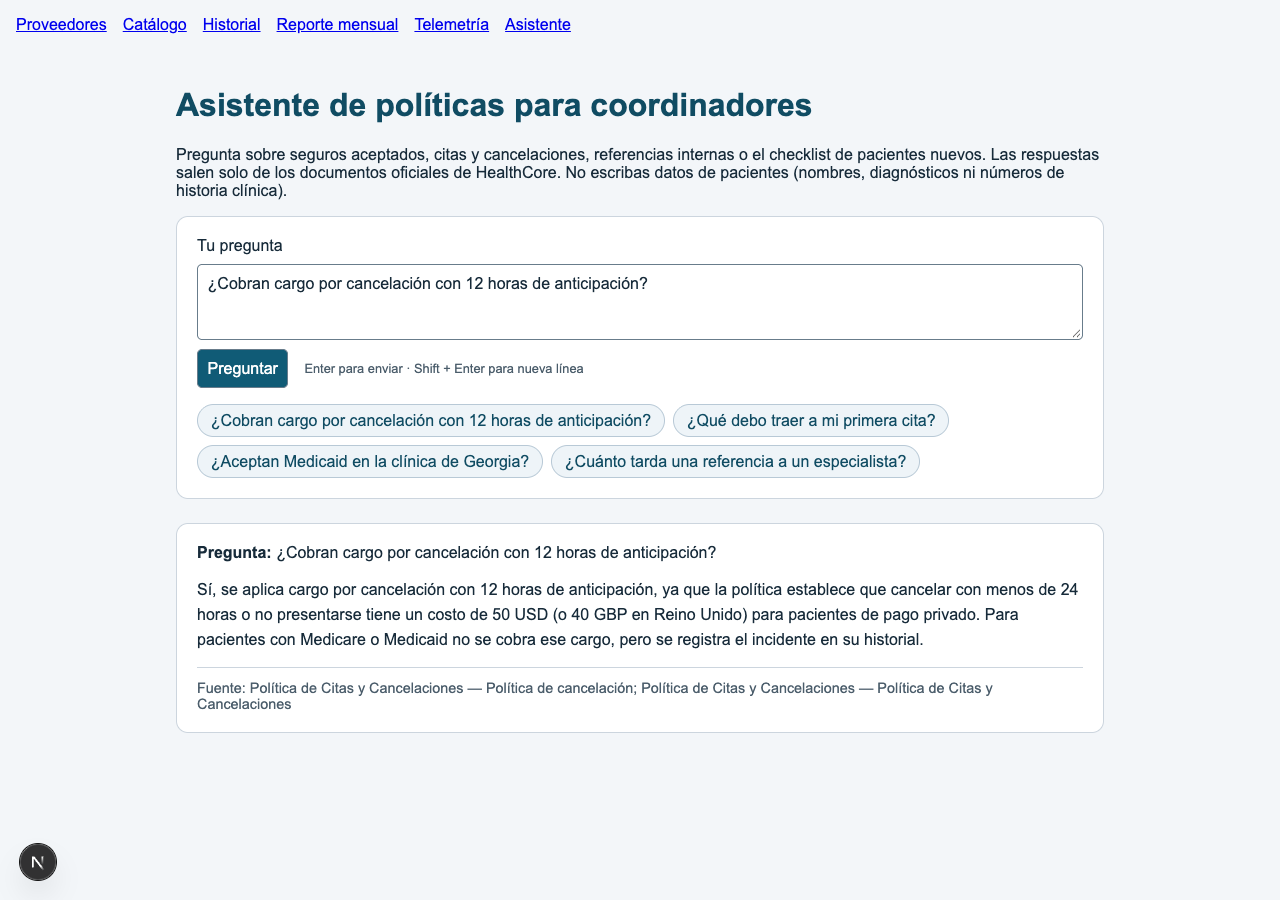 Proveedores Catálogo Historial Reporte mensual Telemetría Asistente
Asistente de políticas para coordinadores
Pregunta sobre seguros aceptados, citas y cancelaciones, referencias internas o el checklist de pacientes nuevos. Las respuestas
salen solo de los documentos oficiales de HealthCore. No escribas datos de pacientes (nombres, diagnósticos ni números de
historia clínica).
Tu pregunta
¿Cobran cargo por cancelación con 12 horas de anticipación?
Preguntar Enter para enviar · Shift + Enter para nueva línea
¿Cobran cargo por cancelación con 12 horas de anticipación? ¿Qué debo traer a mi primera cita?
¿Aceptan Medicaid en la clínica de Georgia? ¿Cuánto tarda una referencia a un especialista?
Pregunta: ¿Cobran cargo por cancelación con 12 horas de anticipación?
Sí, se aplica cargo por cancelación con 12 horas de anticipación, ya que la política establece que cancelar con menos de 24
horas o no presentarse tiene un costo de 50 USD (o 40 GBP en Reino Unido) para pacientes de pago privado. Para
pacientes con Medicare o Medicaid no se cobra ese cargo, pero se registra el incidente en su historial.
Fuente: Política de Citas y Cancelaciones — Política de cancelación; Política de Citas y Cancelaciones — Política de Citas y
Cancelaciones
N